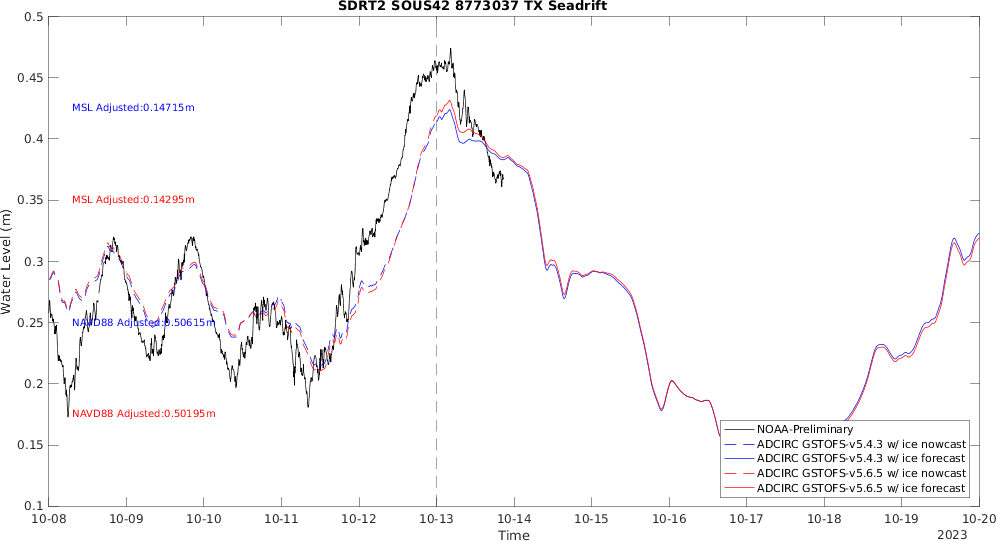 SDRT2 SOUS42 8773037 TX Seadrift
Water Level (m)
0.5
0.45
0.4
0.35
0.3
0.25
0.2
0.15
0.1
MSL Adjusted:0.14715m
MSL Adjusted:0.14295m
NAVD88 Adjusted:0.50615m
NAVD88 Adjusted:0.50195m
NOAA-Preliminary
ADCIRC GSTOFS-v5.4.3 w/ ice nowcast
ADCIRC GSTOFS-v5.4.3 w/ ice forecast
ADCIRC GSTOFS-v5.6.5 w/ ice nowcast
ADCIRC GSTOFS-v5.6.5 w/ ice forecast
10-08 10-09 10-10 10-11 10-12 10-13 10-14 10-15 10-16 10-17 10-18 10-19 10-20
Time
2023